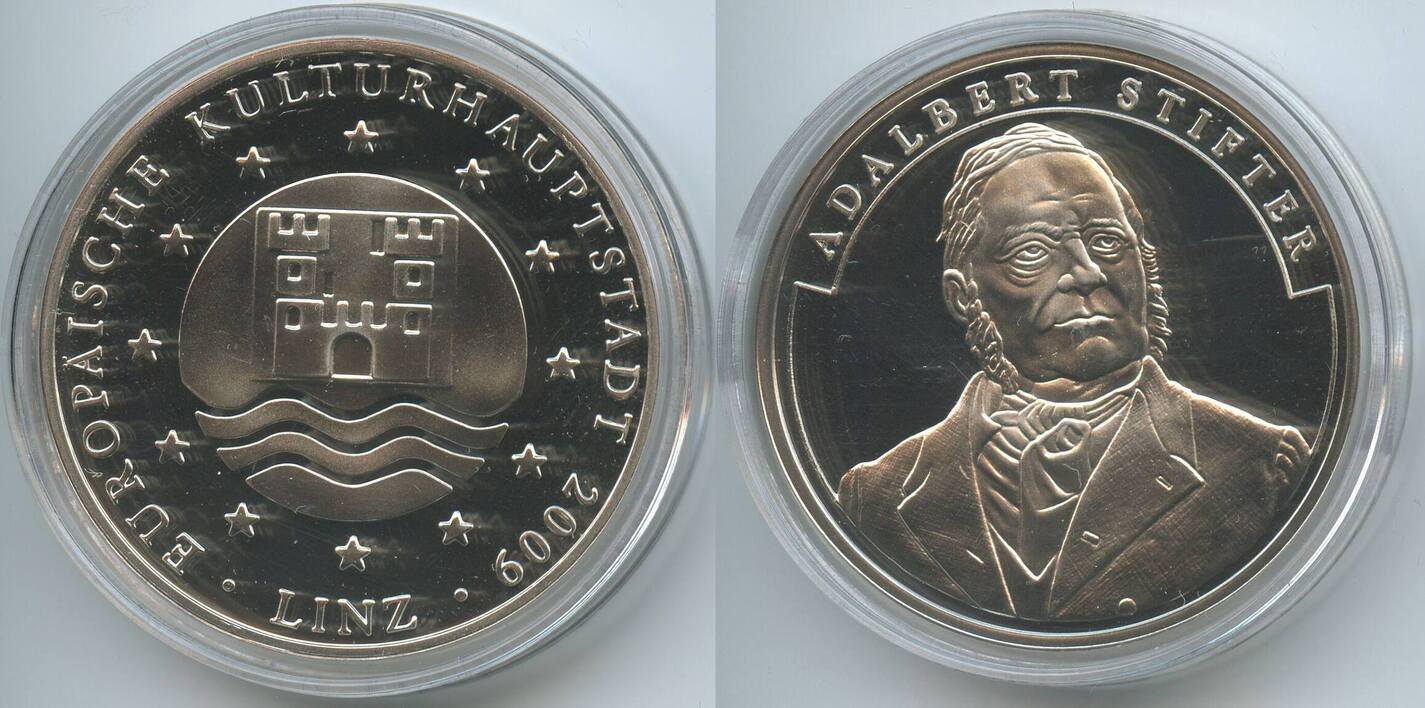 EUROPÄISCHE KULTURHAUPTSTADT 2009
• LINZ •
ADALBERT STIFTER